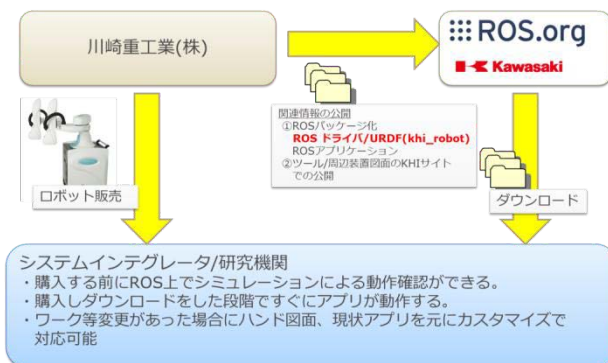 川崎重工業(株)
ROS.org
Kawasaki
関連情報の公開
①ROSパッケージ化
ROS ドライバ/URDF(khi_robot)
ROSアプリケーション
②ツール/周辺装置図面のKHIサイト
での公開
ロボット販売
ダウンロード
システムインテグレータ/研究機関
・購入する前にROS上でシミュレーションによる動作確認ができる。
・購入しダウンロードをした段階ですぐにアプリが動作する。
・ワーク等変更があった場合にハンド図面、現状アプリを元にカスタマイズで
対応可能